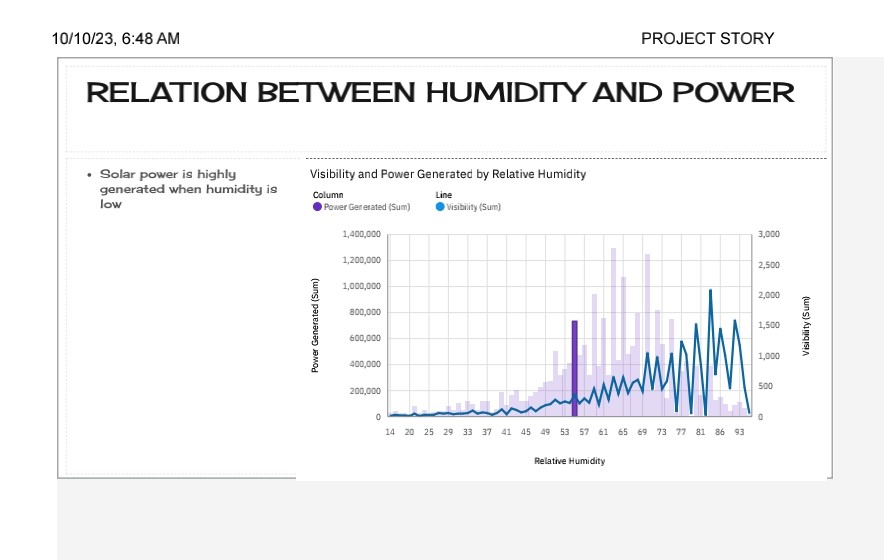 10/10/23, 6:48 AM
PROJECT STORY
RELATION BETWEEN HUMIDITY AND POWER
• Solar power is highly
generated when humidity is
low
Visibility and Power Generated by Relative Humidity
Column
Line
Power Generated (Sum)
Visibility (Sum)
1,400,000
1,200,000
1,000,000
800,000
600,000
400,000
200,000
0
Power Generated (Sum)
3,000
2,500
2,000
1,500
1,000
500
0
Visibility (Sum)
14 20 25 29 33 37 41 45 49 53 57 61 65 69 73 77 81 86 93
Relative Humidity